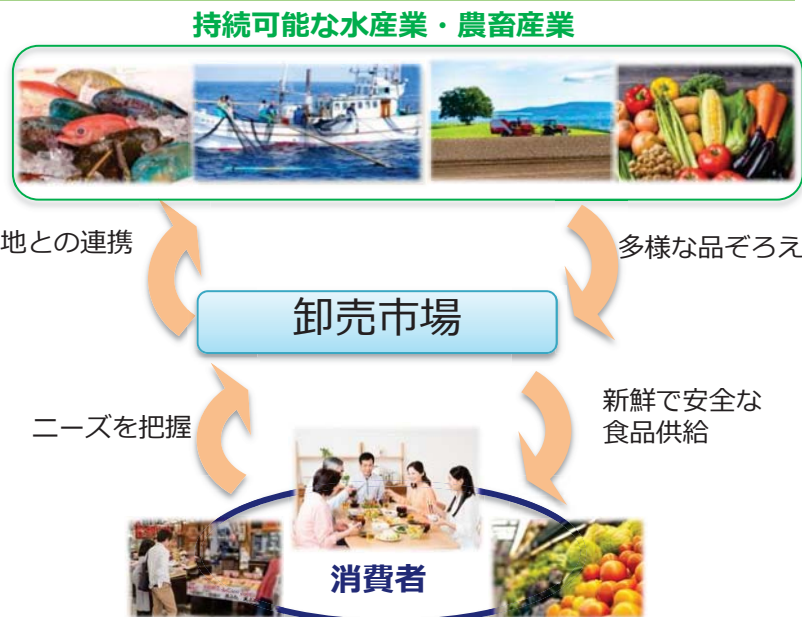 持続可能な水産業・農畜産業
地との連携
多様な品ぞろえ
卸売市場
ニーズを把握
新鮮で安全な
食品供給
消費者